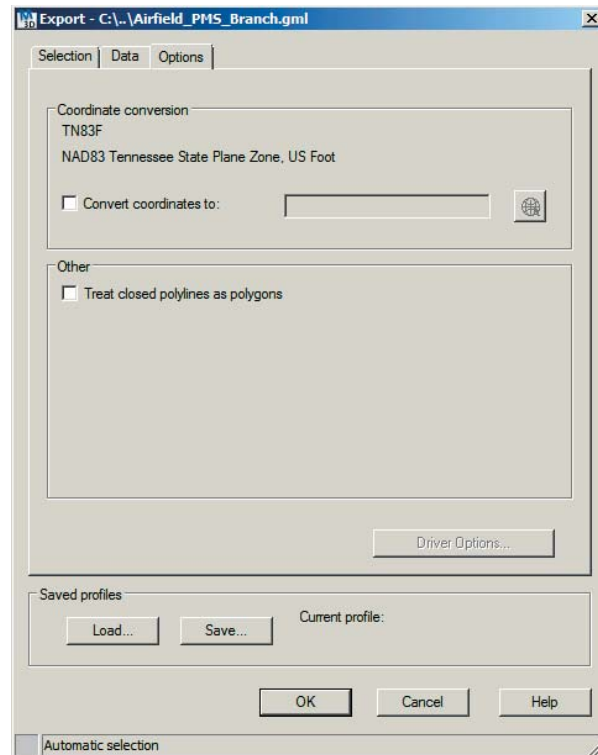 Export - C:\..\Airfield_PMS_Branch.gml
Selection Data Options
Coordinate conversion
TN83F
NAD83 Tennessee State Plane Zone, US Foot
Convert coordinates to:
Other
Treat closed polylines as polygons
Driver Options...
Saved profiles
Load... Save... Current profile:
OK Cancel Help
Automatic selection